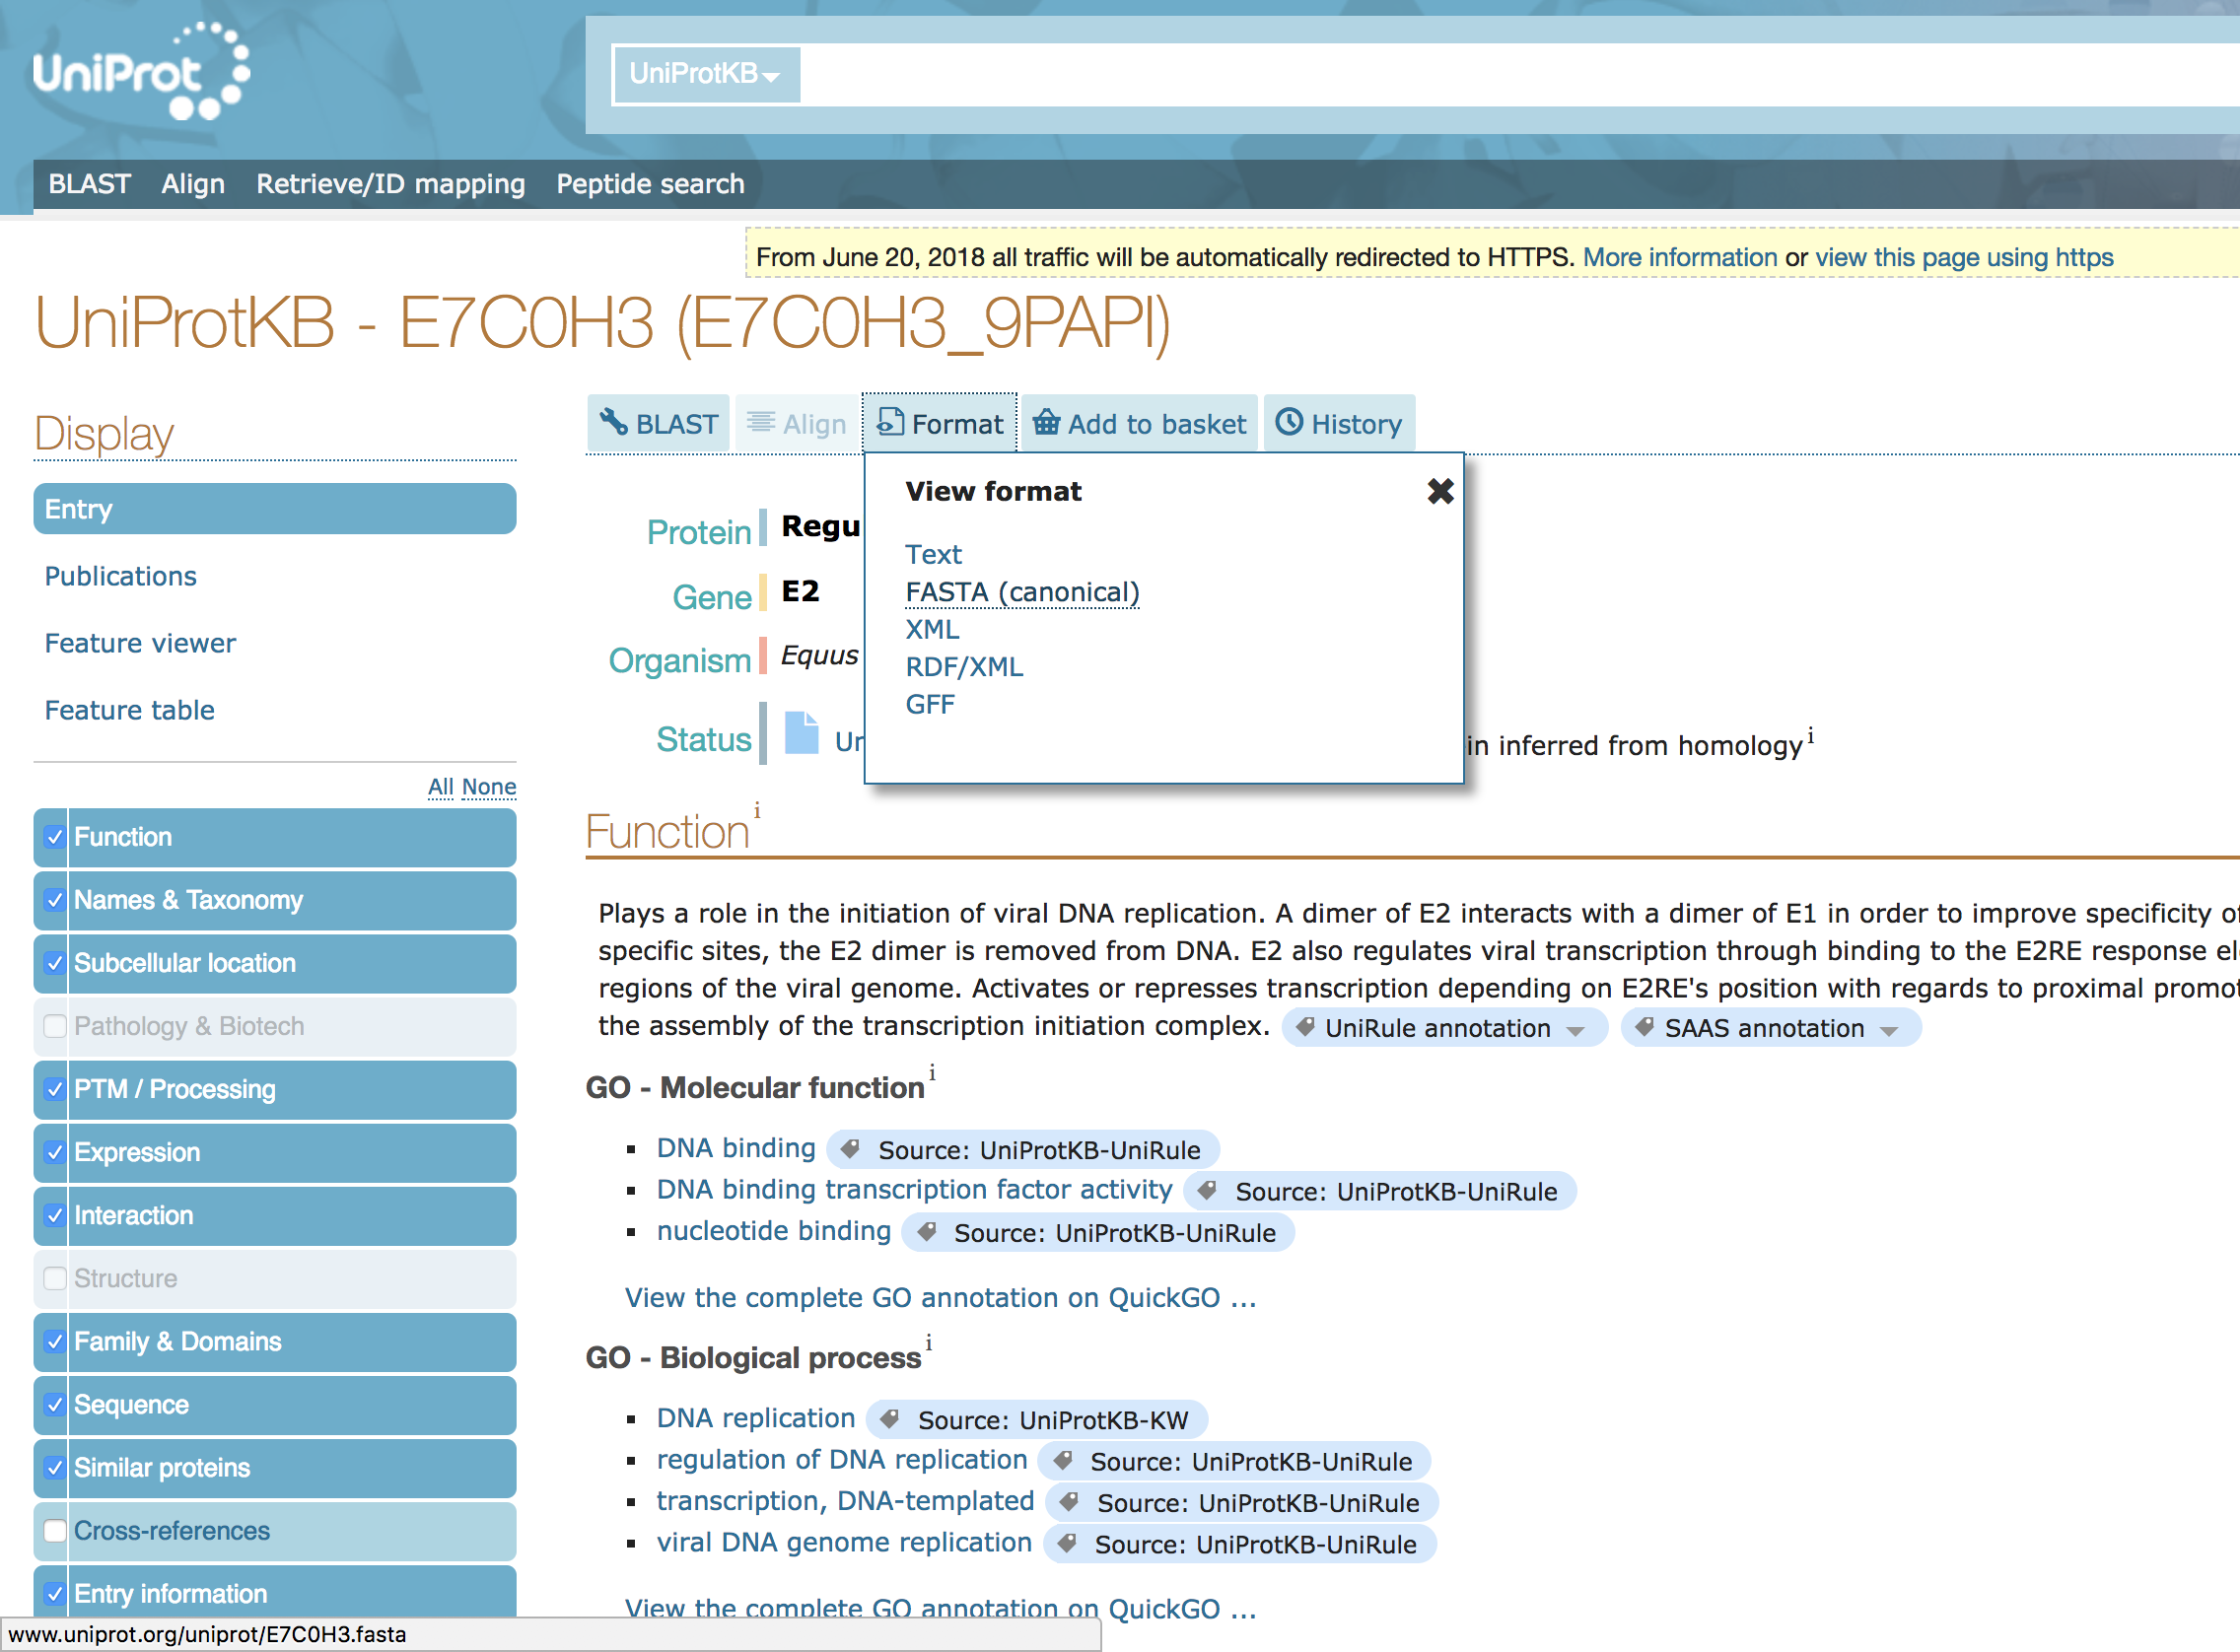 UniProt
UniProtKB
BLAST Align Retrieve/ID mapping Peptide search
From June 20, 2018 all traffic will be automatically redirected to HTTPS. More information or view this page using https
UniProtKB - E7C0H3 (E7C0H3_9PAPI)
Display
Entry
Publications
Feature viewer
Feature table
All None
Function
Names & Taxonomy
Subcellular location
Pathology & Biotech
PTM / Processing
Expression
Interaction
Structure
Family & Domains
Sequence
Similar proteins
Cross-references
Entry information
BLAST Align Format Add to basket History
View format
Text
FASTA (canonical)
XML
RDF/XML
GFF
Protein Regu
Gene E2
Organism Equus
Status Un in inferred from homology i
Function i
Plays a role in the initiation of viral DNA replication. A dimer of E2 interacts with a dimer of E1 in order to improve specificity of
specific sites, the E2 dimer is removed from DNA. E2 also regulates viral transcription through binding to the E2RE response el
regions of the viral genome. Activates or represses transcription depending on E2RE's position with regards to proximal promot
the assembly of the transcription initiation complex. UniRule annotation SAAS annotation
GO - Molecular function i
DNA binding Source: UniProtKB-UniRule
DNA binding transcription factor activity Source: UniProtKB-UniRule
nucleotide binding Source: UniProtKB-UniRule
View the complete GO annotation on QuickGO ...
GO - Biological process i
DNA replication Source: UniProtKB-KW
regulation of DNA replication Source: UniProtKB-UniRule
transcription, DNA-templated Source: UniProtKB-UniRule
viral DNA genome replication Source: UniProtKB-UniRule
View the complete GO annotation on QuickGO ...
www.uniprot.org/uniprot/E7C0H3.fasta